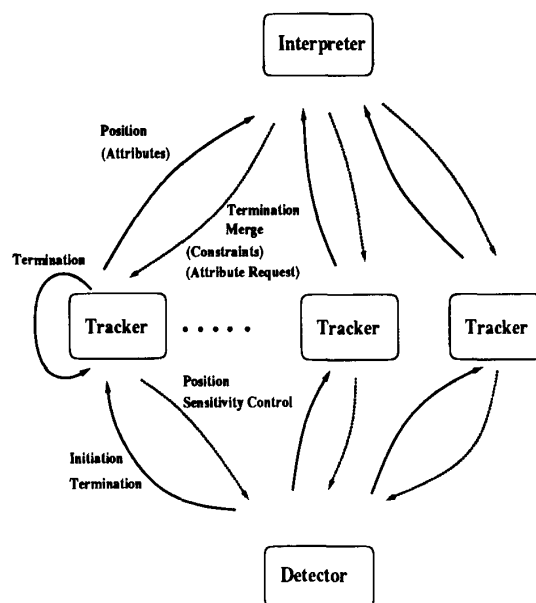 Interpreter
Position
(Attributes)
Termination
Merge
(Constraints)
(Attribute Request)
Termination
Tracker
. . . . .
Tracker
Tracker
Position
Sensitivity Control
Initiation
Termination
Detector